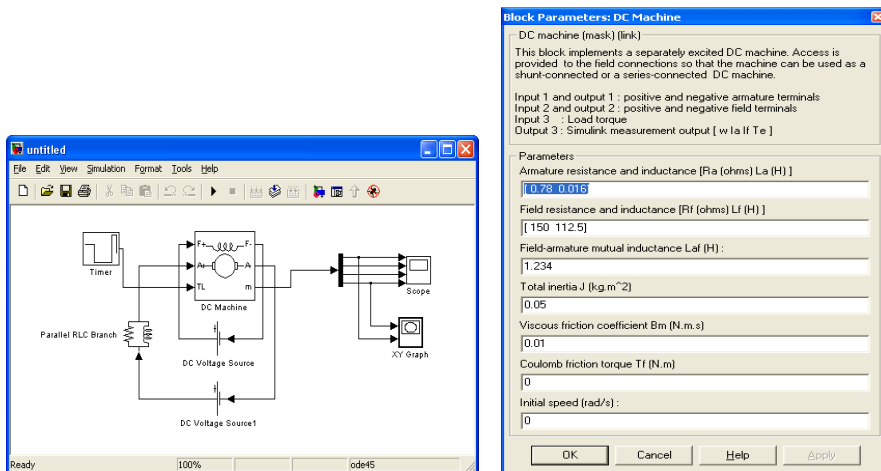 untitled
File Edit View Simulation Format Tools Help
Timer
F+ F-
A+ A-
TL m
DC Machine
Scope
Parallel RLC Branch
DC Voltage Source
XY Graph
DC Voltage Source1
Ready 100% ode45
Block Parameters: DC Machine
DC machine (mask) (link)
This block implements a separately excited DC machine. Access is
provided to the field connections so that the machine can be used as a
shunt-connected or a series-connected DC machine.
Input 1 and output 1 : positive and negative armature terminals
Input 2 and output 2 : positive and negative field terminals
Input 3 : Load torque
Output 3 : Simulink measurement output [ w Ia If Te ]
Parameters
Armature resistance and inductance [Ra (ohms) La (H) ]
[ 0.78 0.016
Field resistance and inductance [Rf (ohms) Lf (H) ]
[ 150 112.5]
Field-armature mutual inductance Laf (H) :
1.234
Total inertia J (kg.m^2)
0.05
Viscous friction coefficient Bm (N.m.s)
0.01
Coulomb friction torque Tf (N.m)
0
Initial speed (rad/s) :
0
OK Cancel Help Apply